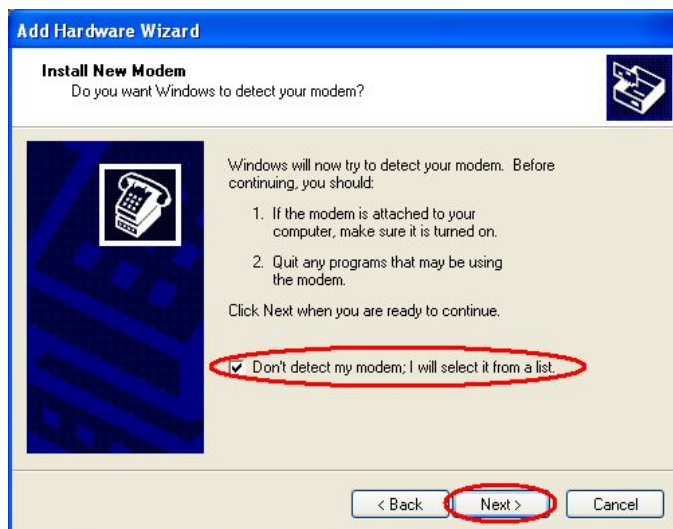 Add Hardware Wizard
Install New Modem
Do you want Windows to detect your modem?
Windows will now try to detect your modem. Before
continuing, you should:
1. If the modem is attached to your
computer, make sure it is turned on.
2. Quit any programs that may be using
the modem.
Click Next when you are ready to continue.
Don't detect my modem; I will select it from a list.
< Back
Next >
Cancel